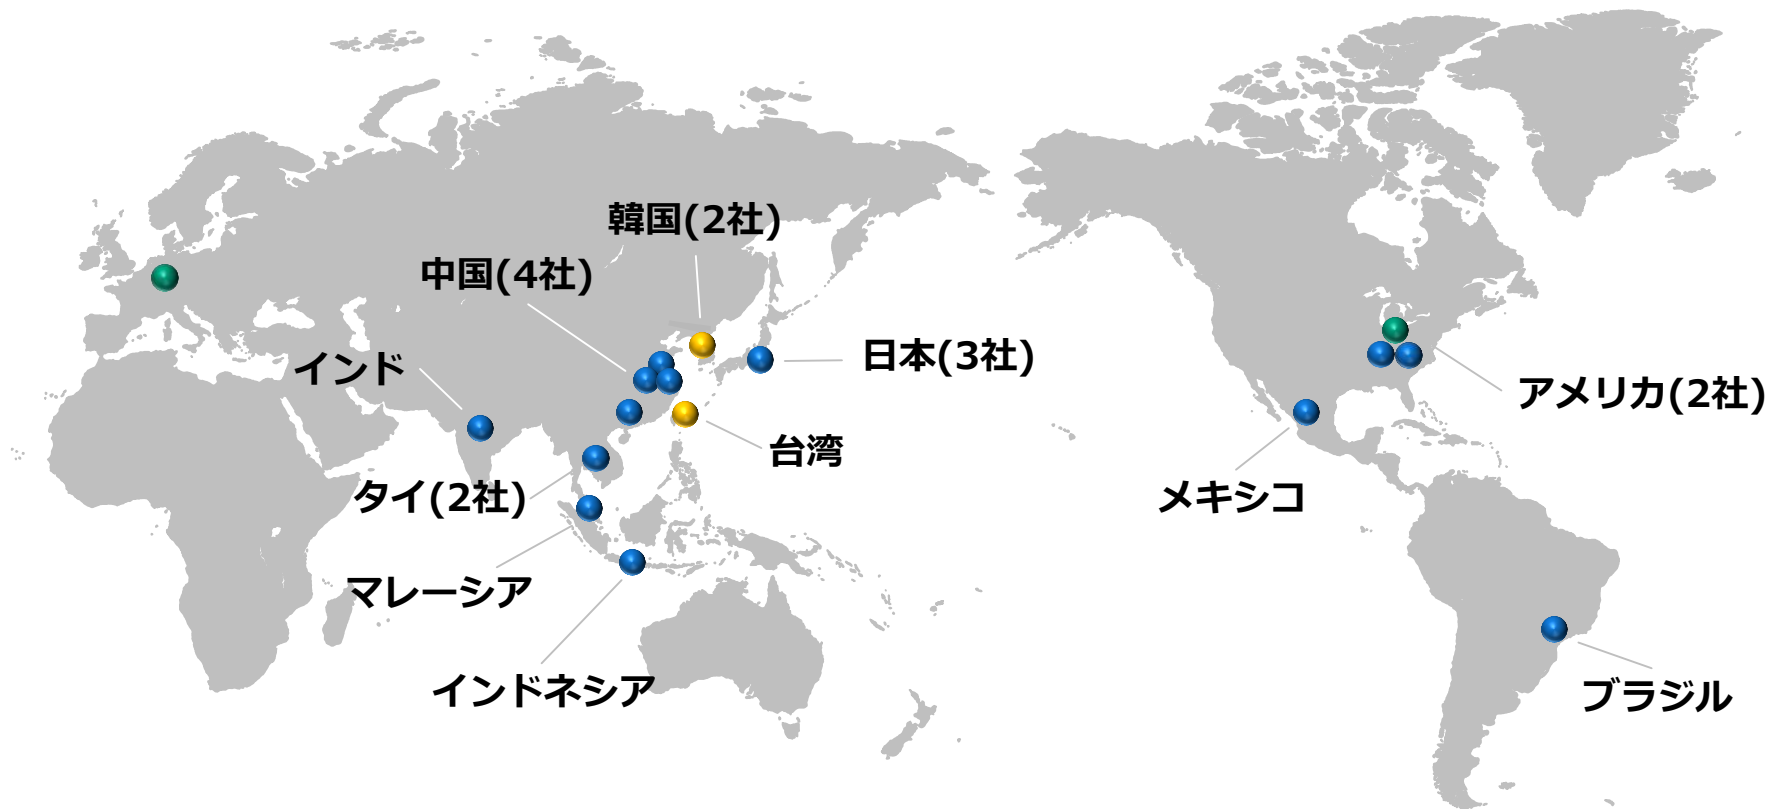 韓国(2社)
中国(4社)
日本(3社)
インド
アメリカ(2社)
台湾
タイ(2社)
メキシコ
マレーシア
インドネシア
ブラジル